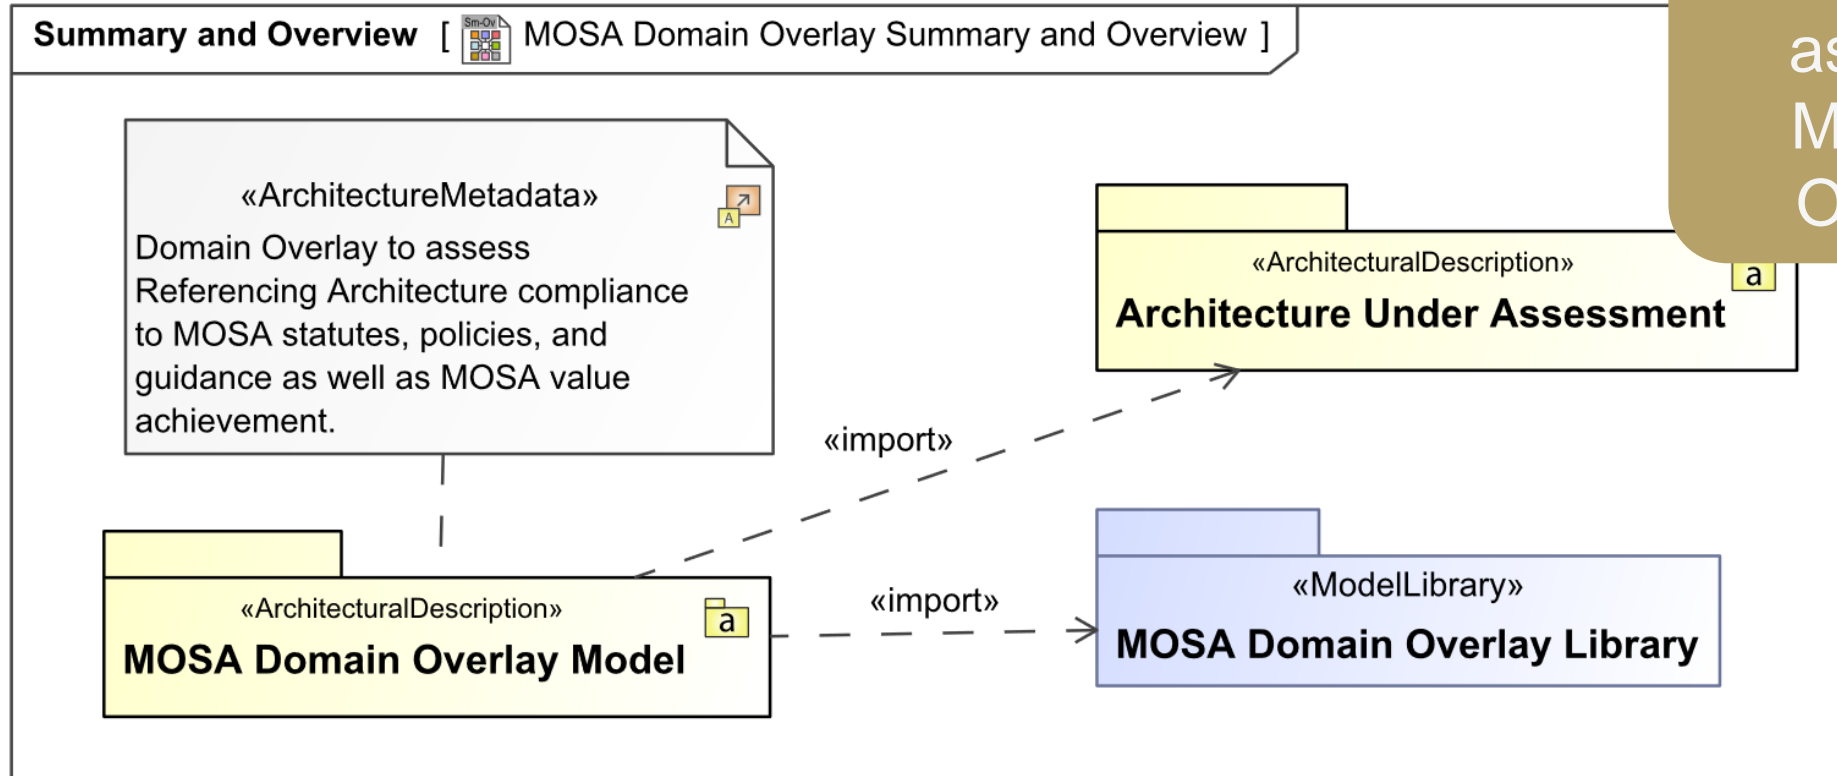 Summary and Overview [ Sm-Ov MOSA Domain Overlay Summary and Overview ]
«ArchitectureMetadata»
A
Domain Overlay to assess
Referencing Architecture compliance
to MOSA statutes, policies, and
guidance as well as MOSA value
achievement.
«ArchitecturalDescription»
a
Architecture Under Assessment
«import»
«ArchitecturalDescription»
a
MOSA Domain Overlay Model
«import»
«ModelLibrary»
MOSA Domain Overlay Library